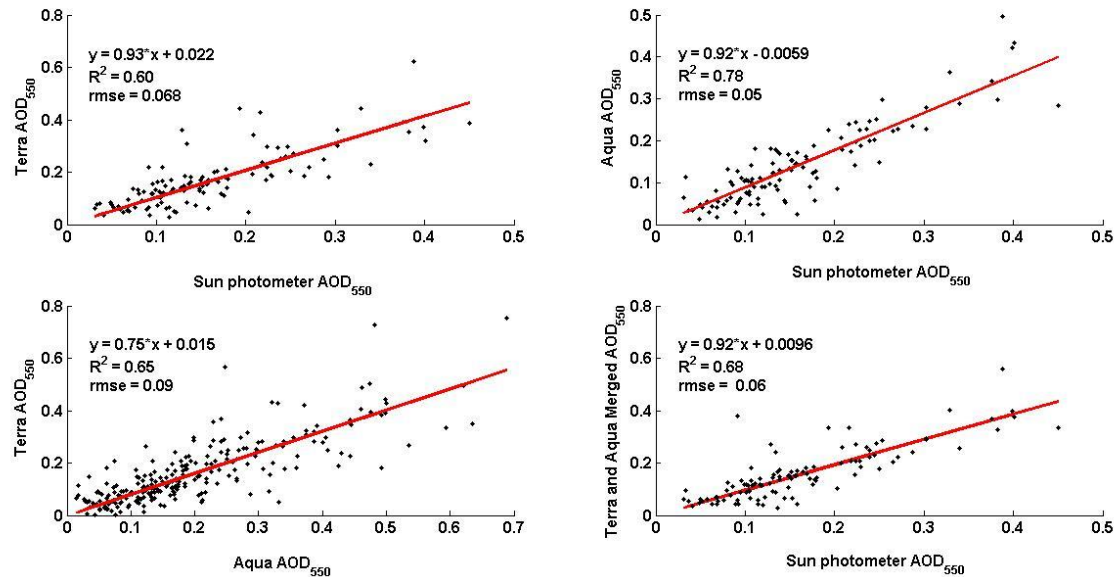 0.8
0.6
0.4
0.2
0
Terra AOD550
y = 0.93*x + 0.022
R2 = 0.60
rmse = 0.068
0 0.1 0.2 0.3 0.4 0.5
Sun photometer AOD550
0.5
0.4
0.3
0.2
0.1
0
Aqua AOD550
y = 0.92*x - 0.0059
R2 = 0.78
rmse = 0.05
0 0.1 0.2 0.3 0.4 0.5
Sun photometer AOD550
0.8
0.6
0.4
0.2
0
Terra AOD550
y = 0.75*x + 0.015
R2 = 0.65
rmse = 0.09
0 0.1 0.2 0.3 0.4 0.5 0.6 0.7
Aqua AOD550
0.8
0.6
0.4
0.2
0
Terra and Aqua Merged AOD550
y = 0.92*x + 0.0096
R2 = 0.68
rmse = 0.06
0 0.1 0.2 0.3 0.4 0.5
Sun photometer AOD550